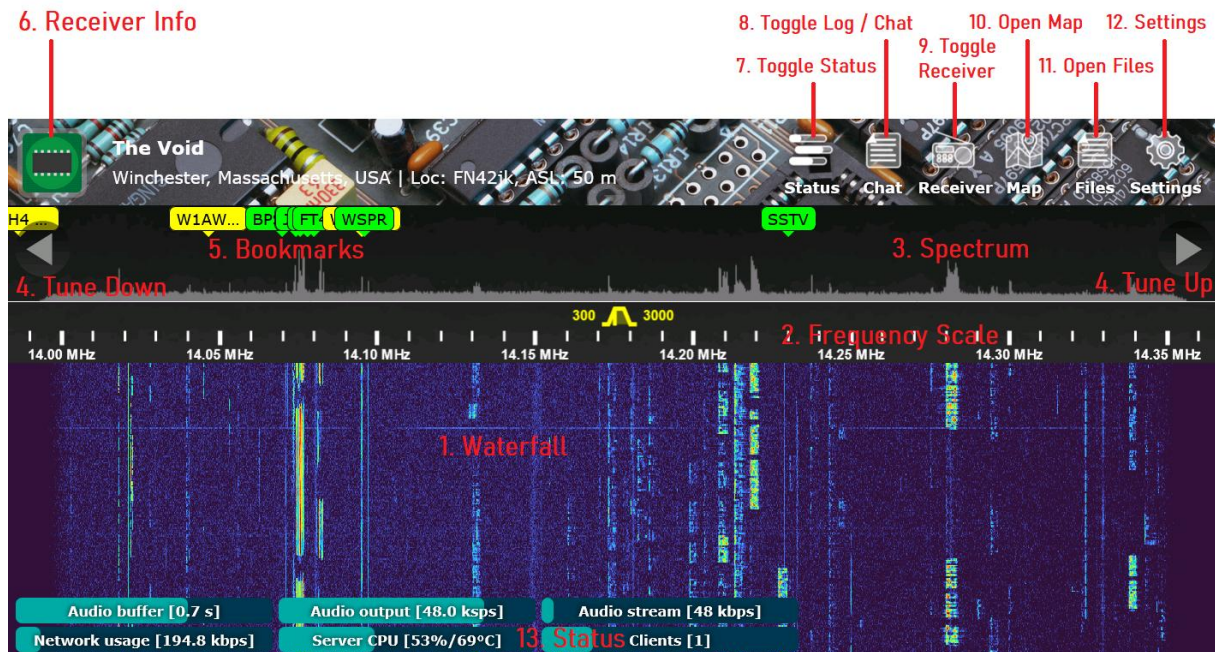 6. Receiver Info
8. Toggle Log / Chat
10. Open Map
12. Settings
9. Toggle
Receiver
7. Toggle Status
11. Open Files
The Void
Winchester, Massachusetts, USA | Loc: FN42jk, ASL: 50 m
Status
Chat
Receiver
Map
Files
Settings
H4 ...
W1AW...
FT4
WSPR
SSTV
5. Bookmarks
3. Spectrum
4. Tune Down
4. Tune Up
300
3000
2. Frequency Scale
14.00 MHz
14.05 MHz
14.10 MHz
14.15 MHz
14.20 MHz
14.25 MHz
14.30 MHz
14.35 MHz
1. Waterfall
Audio buffer [0.7 s]
Audio output [48.0 ksps]
Audio stream [48 kbps]
Network usage [194.8 kbps]
Server CPU [53%/69°C]
13. Status
Clients [1]